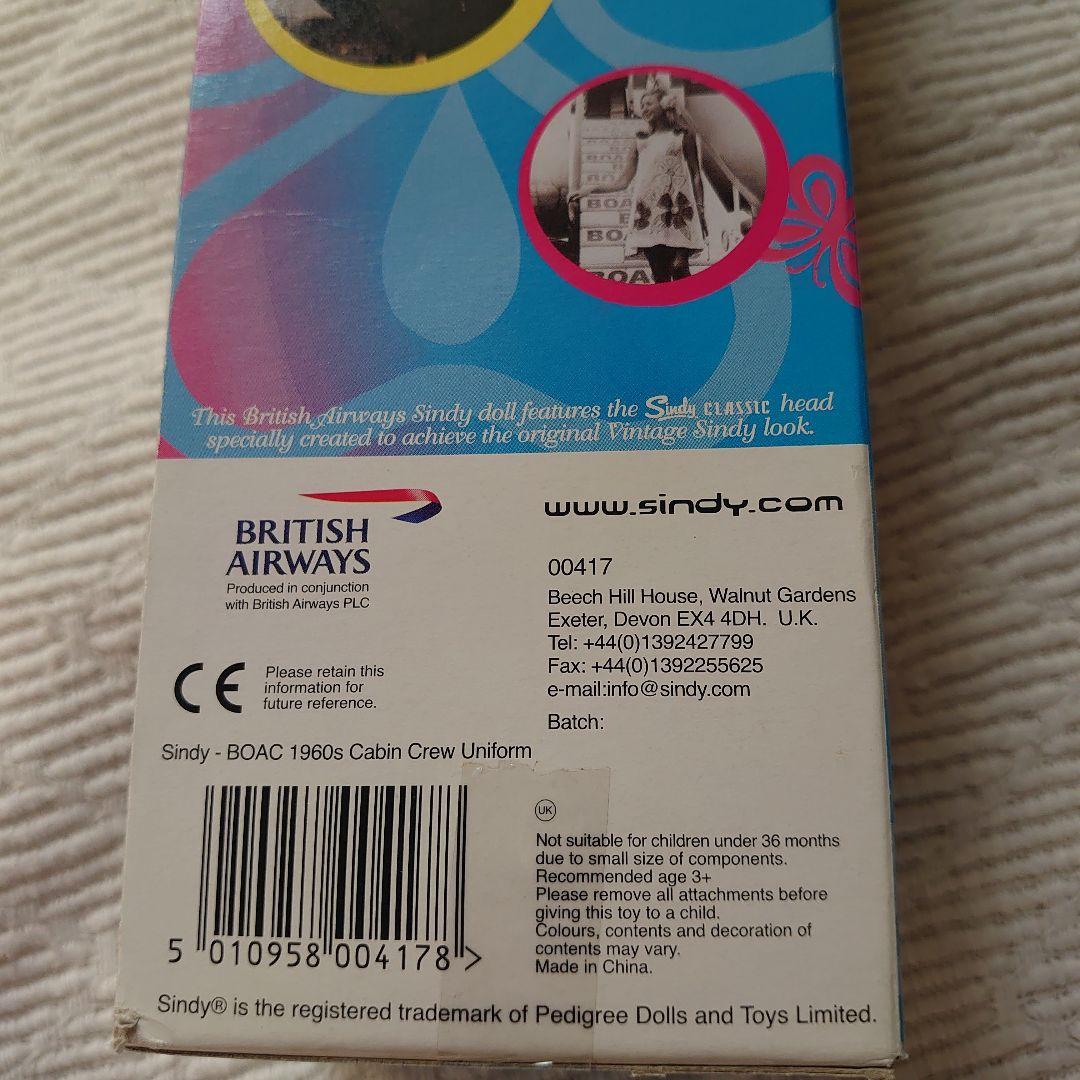 BOA
BO
BOA
This British Airways Sindy doll features the Sindy CLASSIC head
specially created to achieve the original Vintage Sindy look.
BRITISH
AIRWAYS
Produced in conjunction
with British Airways PLC
www.sindy.com
00417
Beech Hill House, Walnut Gardens
Exeter, Devon EX4 4DH. U.K.
Tel: +44(0)1392427799
Fax: +44(0)1392255625
e-mail:info@sindy.com
Batch:
CE
Please retain this
information for
future reference.
Sindy - BOAC 1960s Cabin Crew Uniform
5 010958 004178 >
UK
Not suitable for children under 36 months
due to small size of components.
Recommended age 3+
Please remove all attachments before
giving this toy to a child.
Colours, contents and decoration of
contents may vary.
Made in China.
Sindy® is the registered trademark of Pedigree Dolls and Toys Limited.